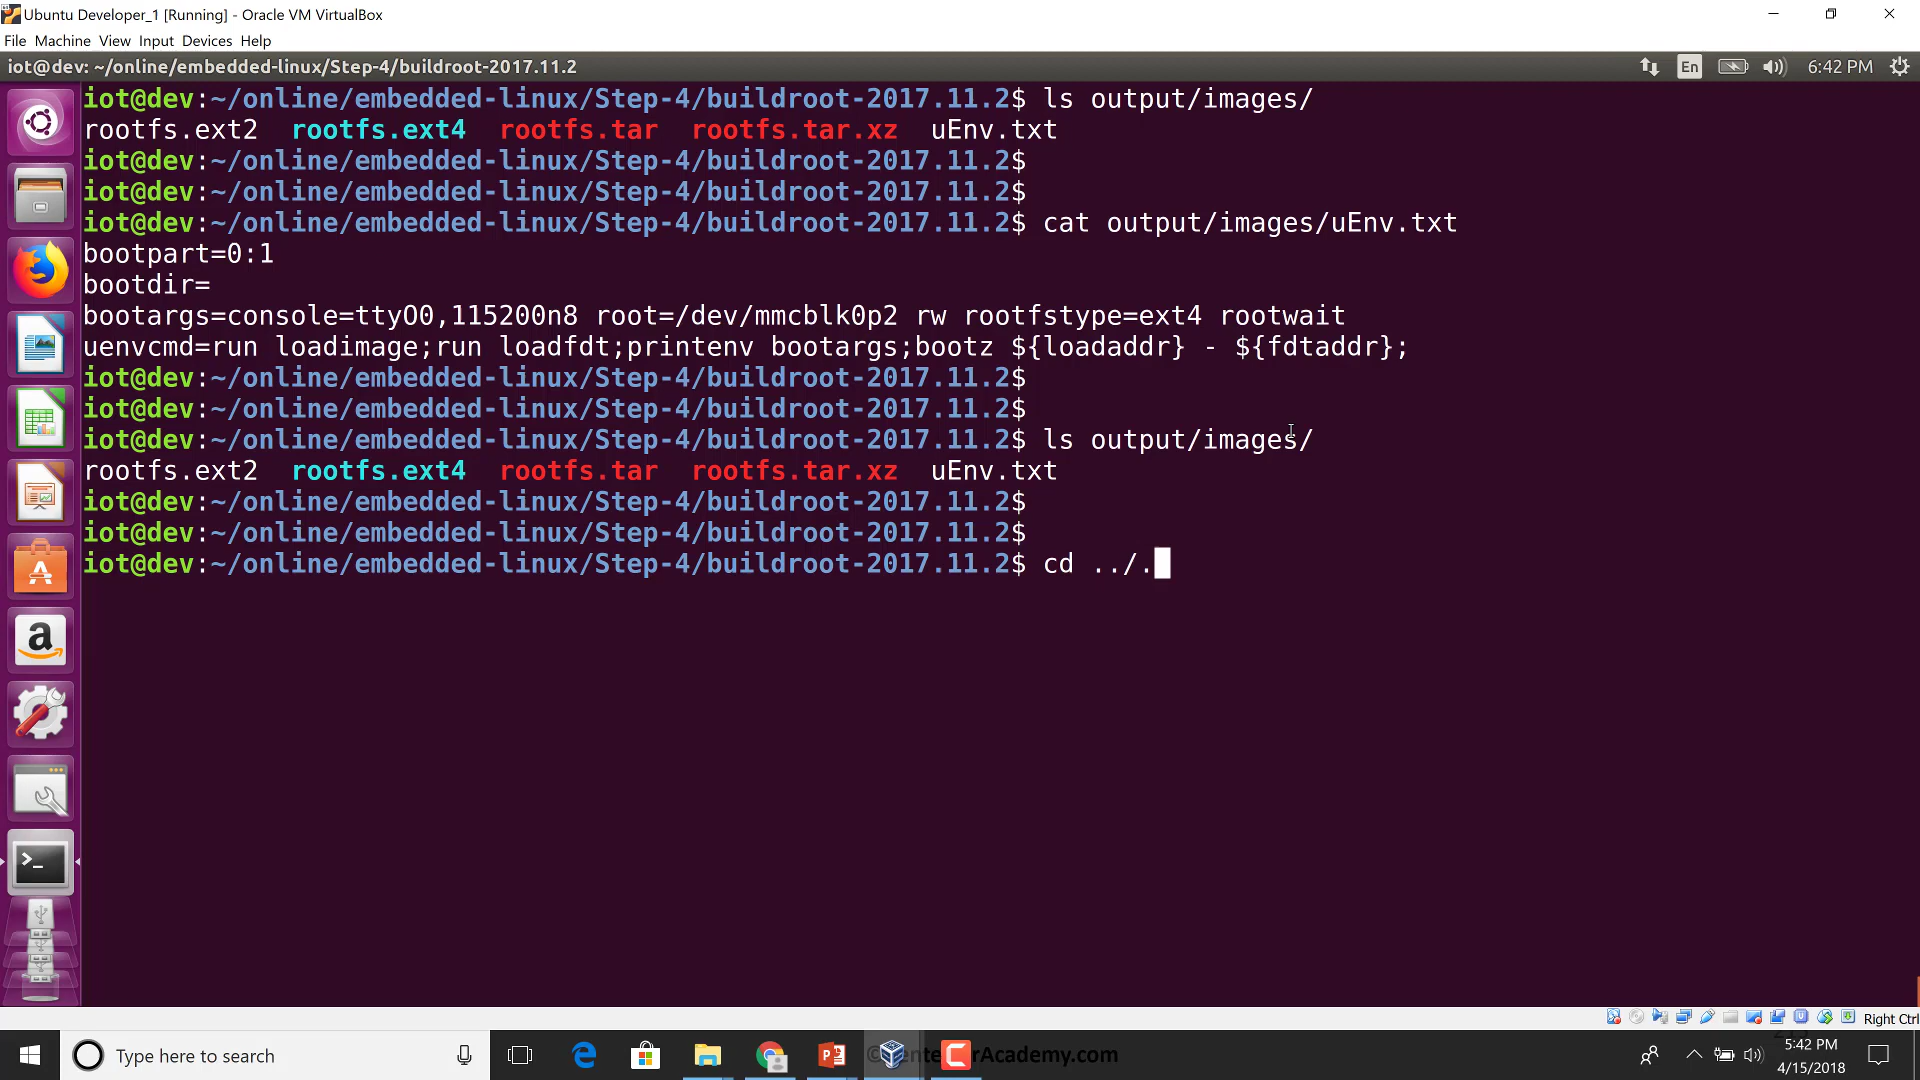 Ubuntu Developer_1 [Running] - Oracle VM VirtualBox
File Machine View Input Devices Help
iot@dev: ~/online/embedded-linux/Step-4/buildroot-2017.11.2
En
6:42 PM
iot@dev:~/online/embedded-linux/Step-4/buildroot-2017.11.2$ ls output/images/
rootfs.ext2 rootfs.ext4 rootfs.tar rootfs.tar.xz uEnv.txt
iot@dev:~/online/embedded-linux/Step-4/buildroot-2017.11.2$
iot@dev:~/online/embedded-linux/Step-4/buildroot-2017.11.2$
iot@dev:~/online/embedded-linux/Step-4/buildroot-2017.11.2$ cat output/images/uEnv.txt
bootpart=0:1
bootdir=
bootargs=console=ttyO0,115200n8 root=/dev/mmcblk0p2 rw rootfstype=ext4 rootwait
uenvcmd=run loadimage;run loadfdt;printenv bootargs;bootz ${loadaddr} - ${fdtaddr};
iot@dev:~/online/embedded-linux/Step-4/buildroot-2017.11.2$
iot@dev:~/online/embedded-linux/Step-4/buildroot-2017.11.2$
iot@dev:~/online/embedded-linux/Step-4/buildroot-2017.11.2$ ls output/images/
rootfs.ext2 rootfs.ext4 rootfs.tar rootfs.tar.xz uEnv.txt
iot@dev:~/online/embedded-linux/Step-4/buildroot-2017.11.2$
iot@dev:~/online/embedded-linux/Step-4/buildroot-2017.11.2$
iot@dev:~/online/embedded-linux/Step-4/buildroot-2017.11.2$ cd ../.
Right Ctrl
Type here to search
5:42 PM
4/15/2018